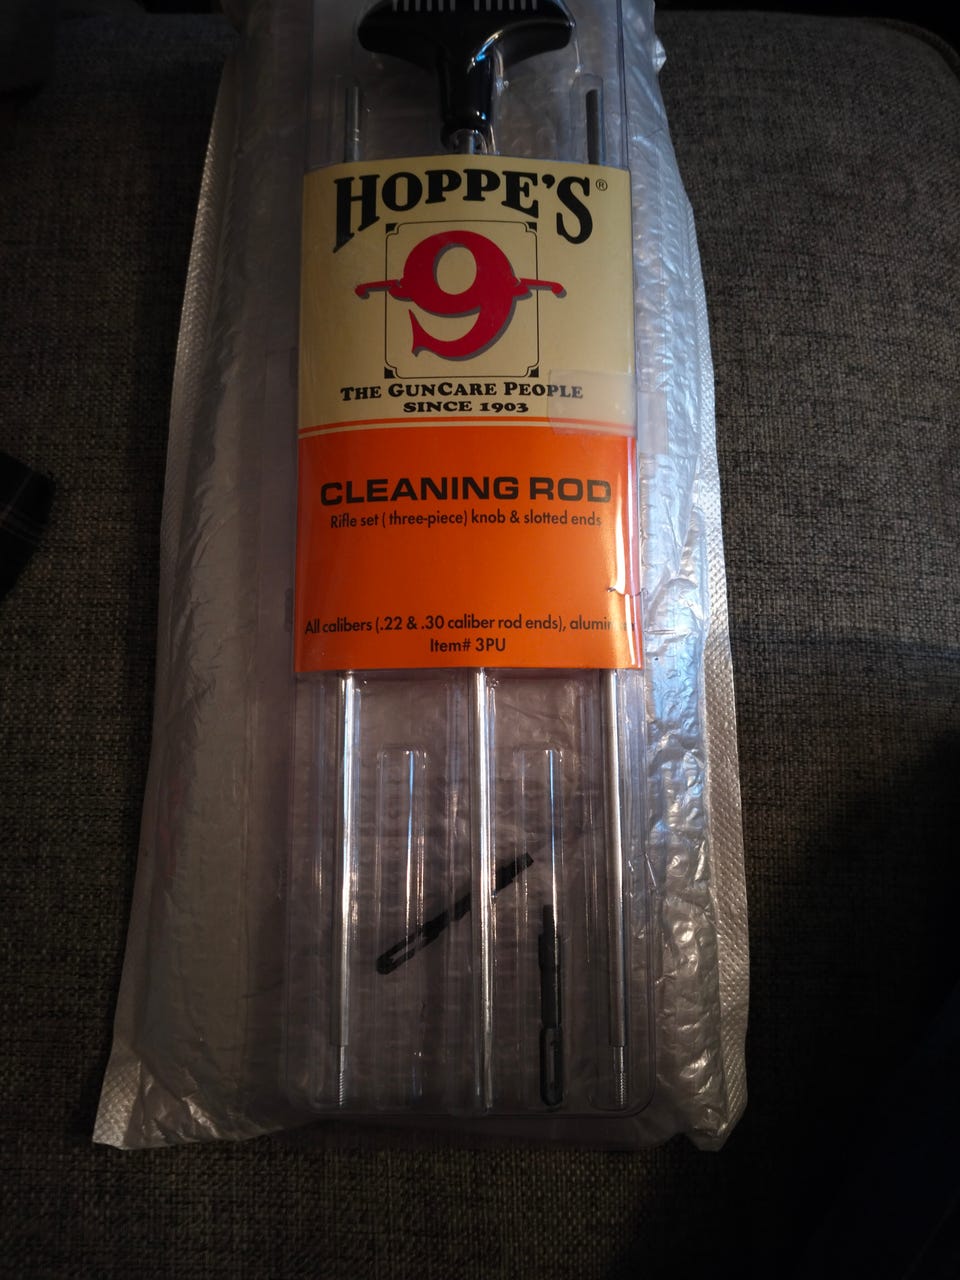 HOPPE'S®
9
THE GUNCARE PEOPLE
SINCE 1903
CLEANING ROD
Rifle set ( three-piece) knob & slotted ends
All calibers (.22 & .30 caliber rod ends),
Item# 3PU